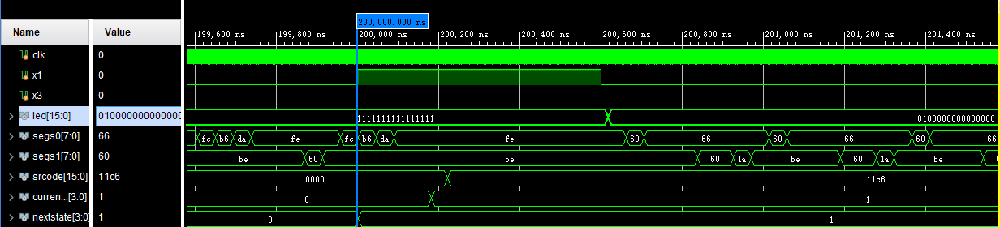 200,000.000 ns
Name Value
199,600 ns 199,800 ns 200,000 ns 200,200 ns 200,400 ns 200,600 ns 200,800 ns 201,000 ns 201,200 ns 201,400 ns
clk 0
x1 0
x3 0
led[15:0] 0100000000000000 1111111111111111 0100000000000000
segs0[7:0] 66 fc b6 da fe fc b6 da fe 60 66 60 66 60 66
segs1[7:0] 60 be 60 be 60 1a be 60 1a be
srcode[15:0] 11c6 0000 11c6
curren...[3:0] 1 0 1
nextstate[3:0] 1 0 1